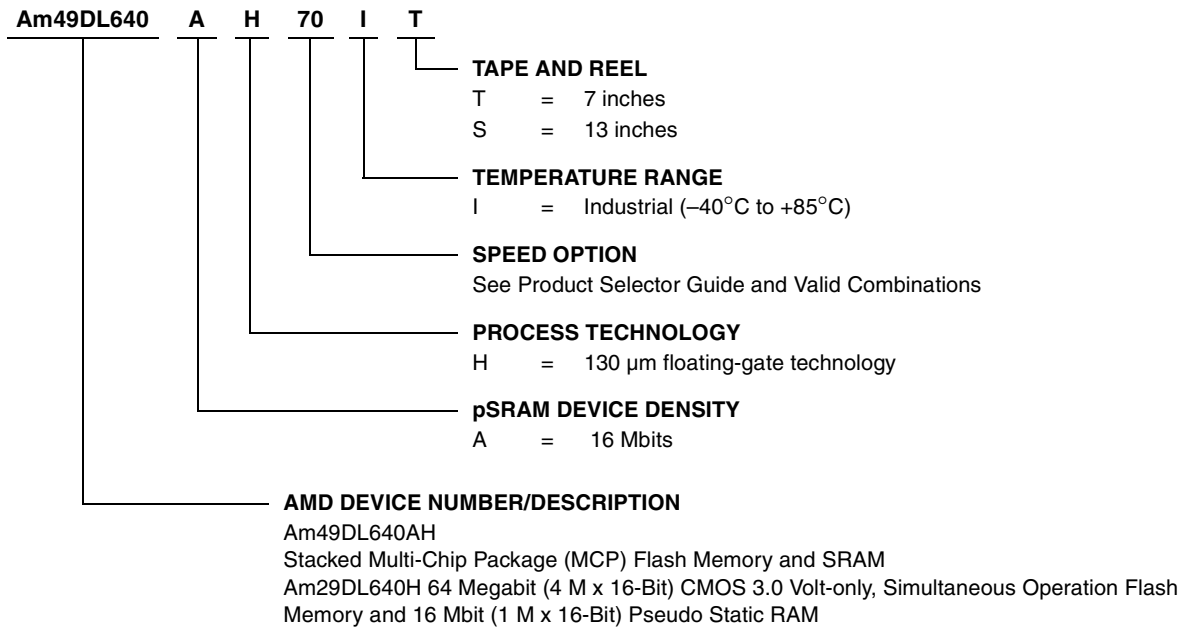 Am49DL640 A H 70 I T
TAPE AND REEL
T = 7 inches
S = 13 inches
TEMPERATURE RANGE
I = Industrial (–40°C to +85°C)
SPEED OPTION
See Product Selector Guide and Valid Combinations
PROCESS TECHNOLOGY
H = 130 µm floating-gate technology
pSRAM DEVICE DENSITY
A = 16 Mbits
AMD DEVICE NUMBER/DESCRIPTION
Am49DL640AH
Stacked Multi-Chip Package (MCP) Flash Memory and SRAM
Am29DL640H 64 Megabit (4 M x 16-Bit) CMOS 3.0 Volt-only, Simultaneous Operation Flash
Memory and 16 Mbit (1 M x 16-Bit) Pseudo Static RAM